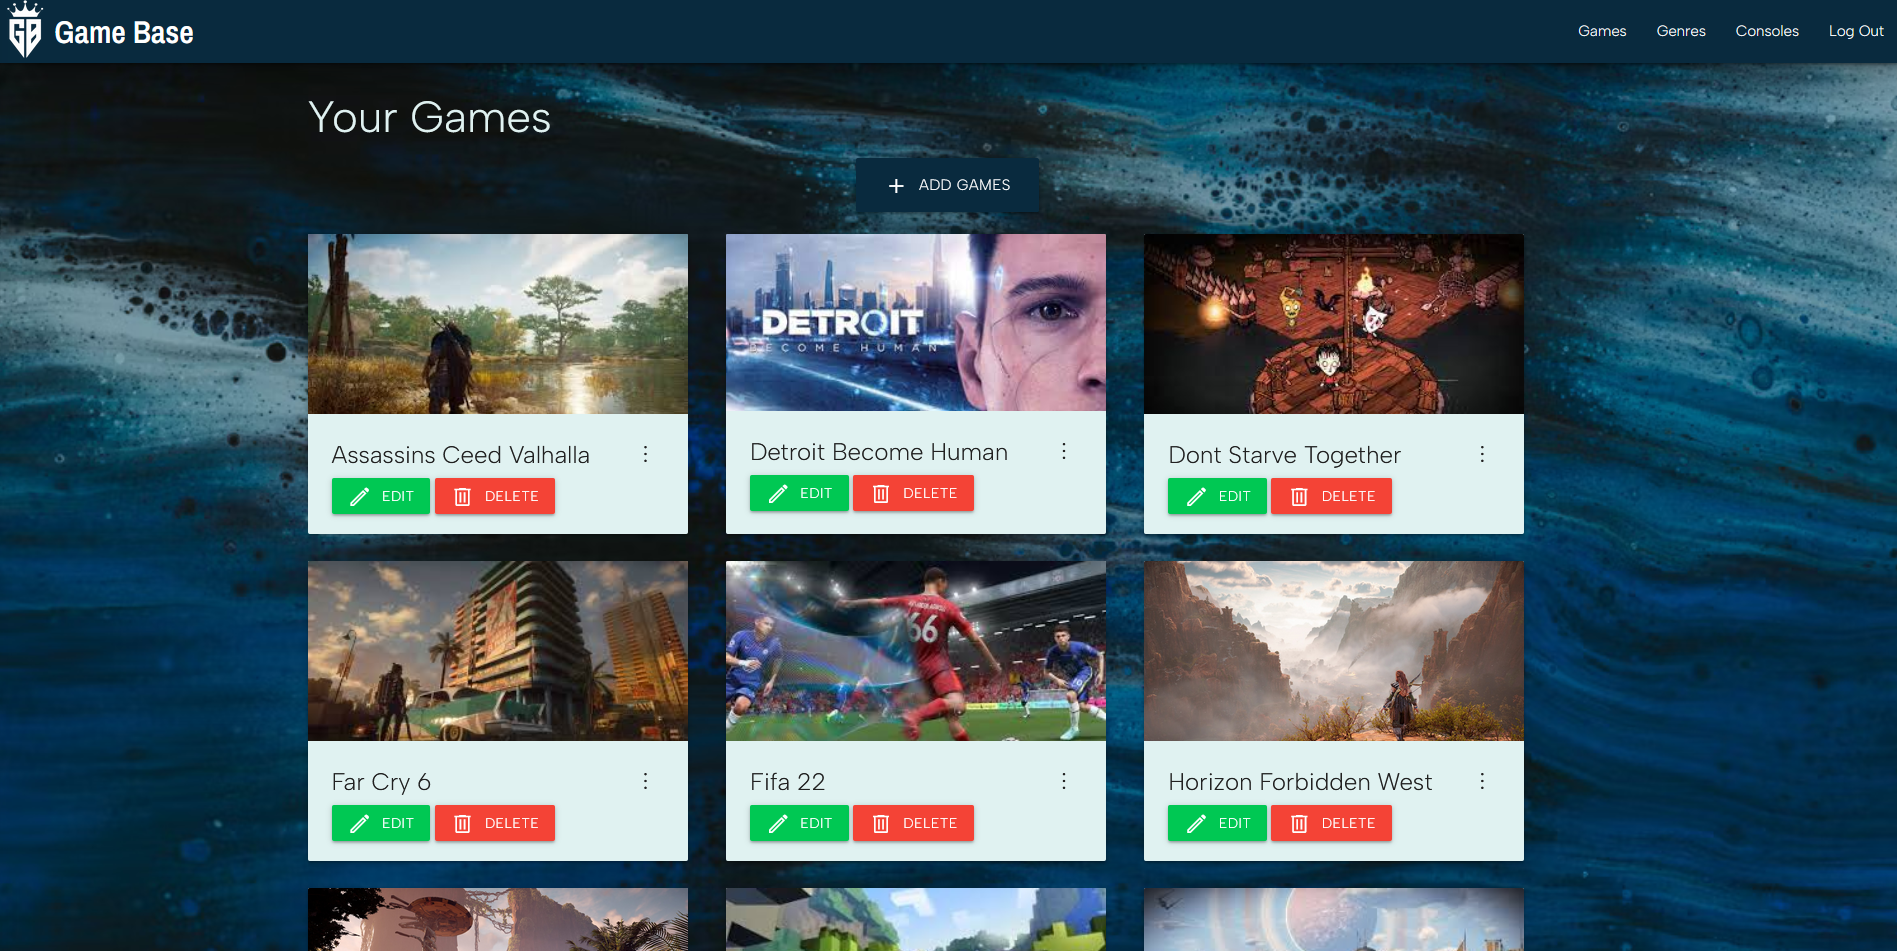 GB Game Base
Games Genres Consoles Log Out
Your Games
+ ADD GAMES
DETROIT
BECOME HUMAN
Assassins Ceed Valhalla
EDIT DELETE
Detroit Become Human
EDIT DELETE
Dont Starve Together
EDIT DELETE
66
Far Cry 6
EDIT DELETE
Fifa 22
EDIT DELETE
Horizon Forbidden West
EDIT DELETE